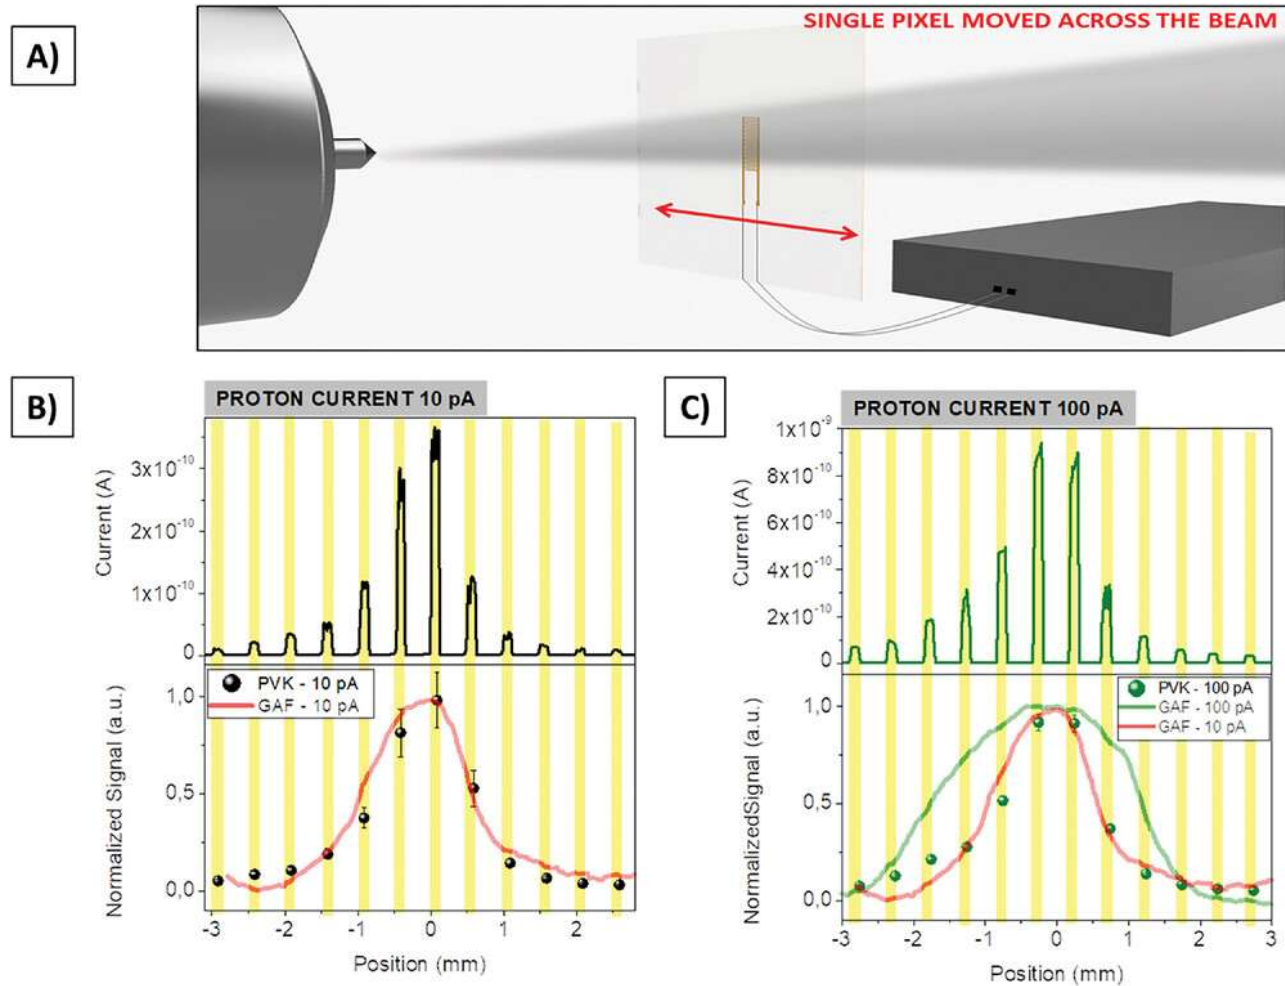 A)
SINGLE PIXEL MOVED ACROSS THE BEAM
B)
PROTON CURRENT 10 pA
Current (A)
3x10⁻¹⁰
2x10⁻¹⁰
1x10⁻¹⁰
0
PVK - 10 pA
GAF - 10 pA
Normalized Signal (a.u.)
1,0
0,5
0,0
-3 -2 -1 0 1 2
Position (mm)
C)
PROTON CURRENT 100 pA
Current (A)
1x10⁻⁹
8x10⁻¹⁰
6x10⁻¹⁰
4x10⁻¹⁰
2x10⁻¹⁰
0
PVK - 100 pA
GAF - 100 pA
GAF - 10 pA
NormalizedSignal (a.u.)
1,0
0,5
0,0
-3 -2 -1 0 1 2 3
Position (mm)